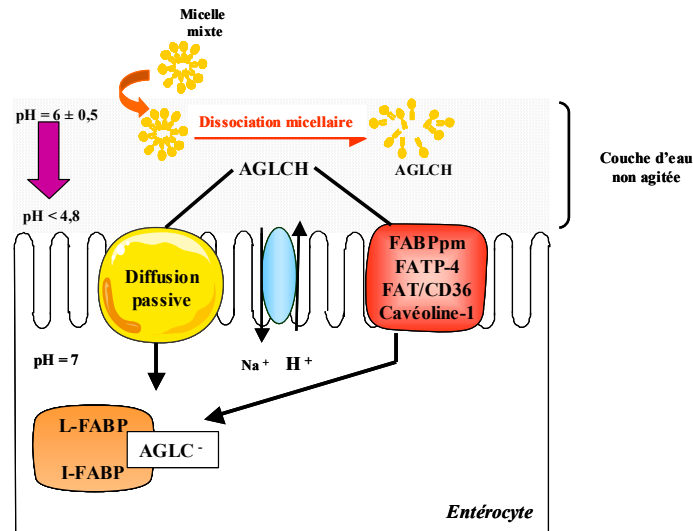 Micelle
mixte
pH = 6 ± 0,5
Dissociation micellaire
AGLCH
Couche d'eau
non agitée
AGLCH
pH < 4,8
Diffusion
passive
FABPpm
FATP-4
FAT/CD36
Cavéoline-1
pH = 7
Na +
H +
L-FABP
I-FABP
AGLC -
Entérocyte